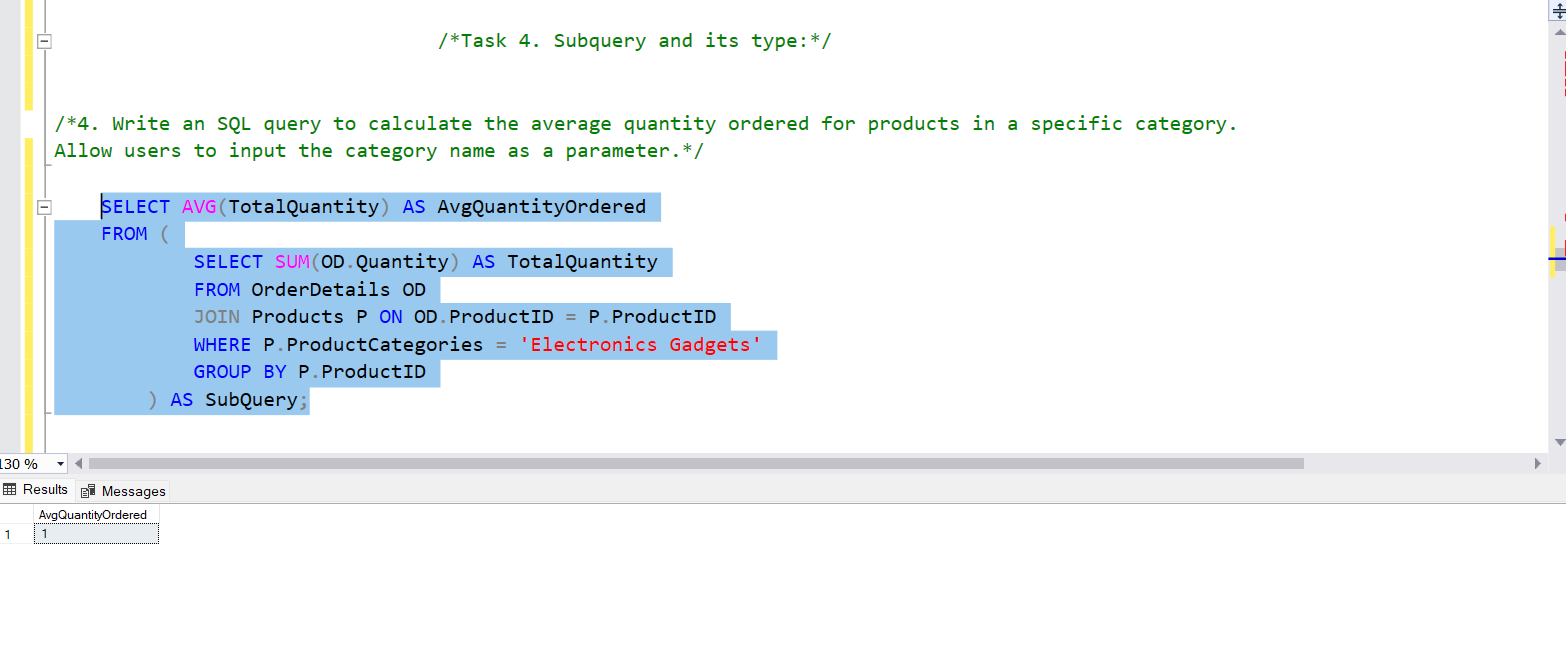 /*Task 4. Subquery and its type:*/
/*4. Write an SQL query to calculate the average quantity ordered for products in a specific category.
Allow users to input the category name as a parameter.*/
SELECT AVG(TotalQuantity) AS AvgQuantityOrdered
FROM (
SELECT SUM(OD.Quantity) AS TotalQuantity
FROM OrderDetails OD
JOIN Products P ON OD.ProductID = P.ProductID
WHERE P.ProductCategories = 'Electronics Gadgets'
GROUP BY P.ProductID
) AS SubQuery;
130 %
Results Messages
AvgQuantityOrdered
1 1